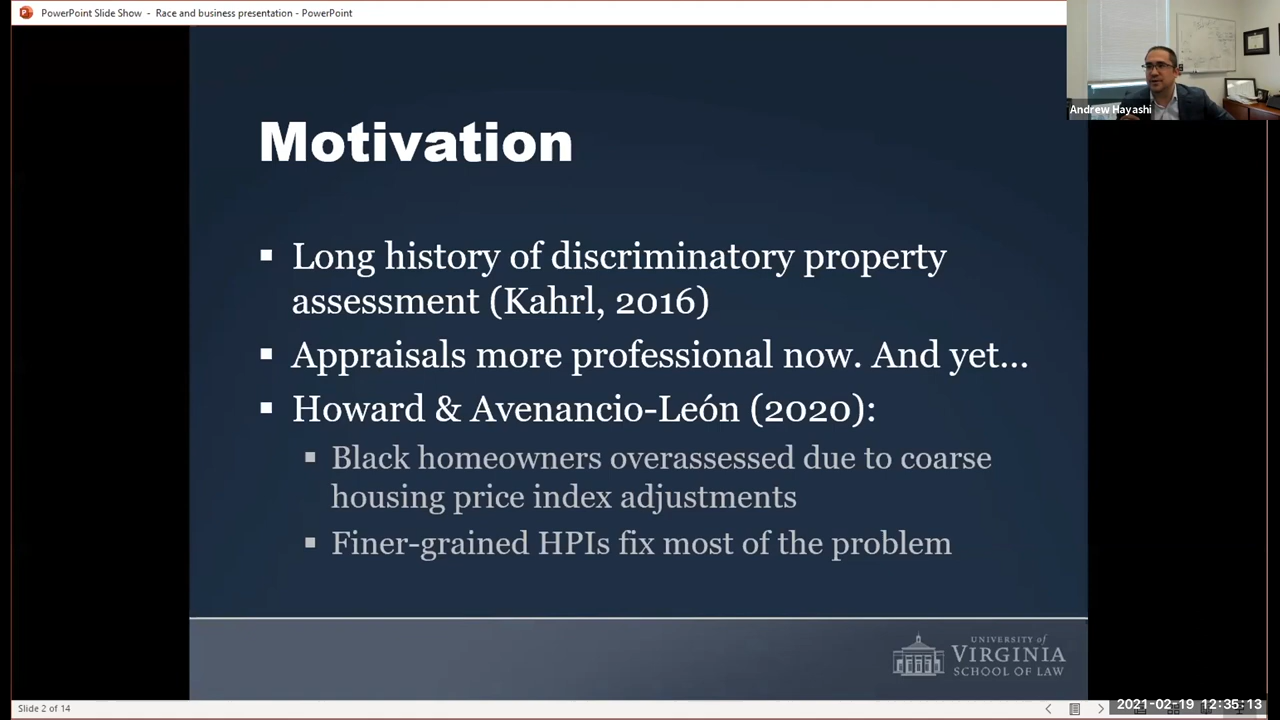 PowerPoint Slide Show - Race and business presentation - PowerPoint
Andrew Hayashi
Motivation
▪ Long history of discriminatory property
assessment (Kahrl, 2016)
▪ Appraisals more professional now. And yet...
▪ Howard & Avenancio-León (2020):
▪ Black homeowners overassessed due to coarse
housing price index adjustments
▪ Finer-grained HPIs fix most of the problem
UNIVERSITY of
VIRGINIA
SCHOOL OF LAW
Slide 2 of 14
2021-02-19 12:35:13